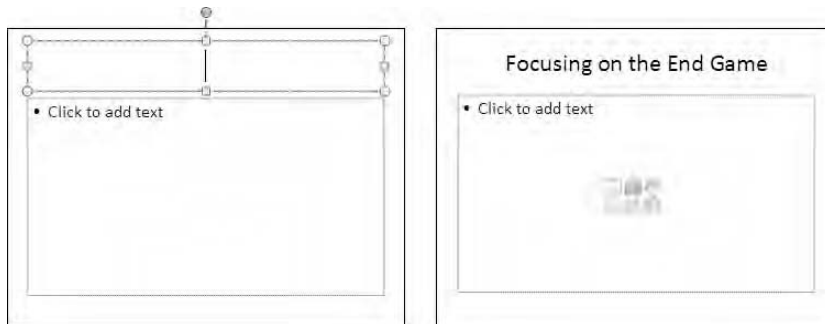 • Click to add text
Focusing on the End Game
• Click to add text